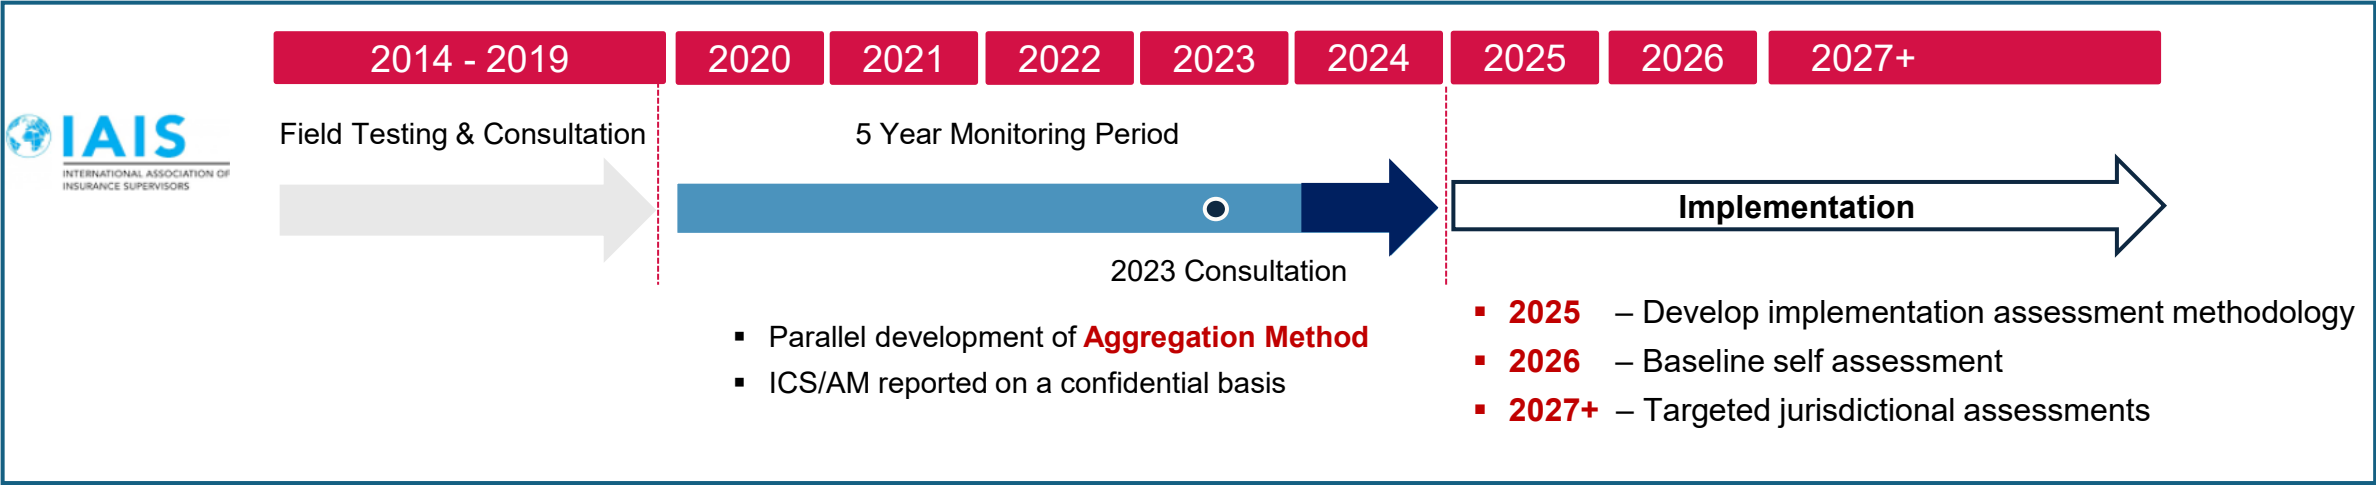 2014 - 2019 2020 2021 2022 2023 2024 2025 2026 2027+
IAIS
INTERNATIONAL ASSOCIATION OF
INSURANCE SUPERVISORS
Field Testing & Consultation
5 Year Monitoring Period
Implementation
2023 Consultation
▪ Parallel development of Aggregation Method
▪ ICS/AM reported on a confidential basis
▪ 2025 – Develop implementation assessment methodology
▪ 2026 – Baseline self assessment
▪ 2027+ – Targeted jurisdictional assessments